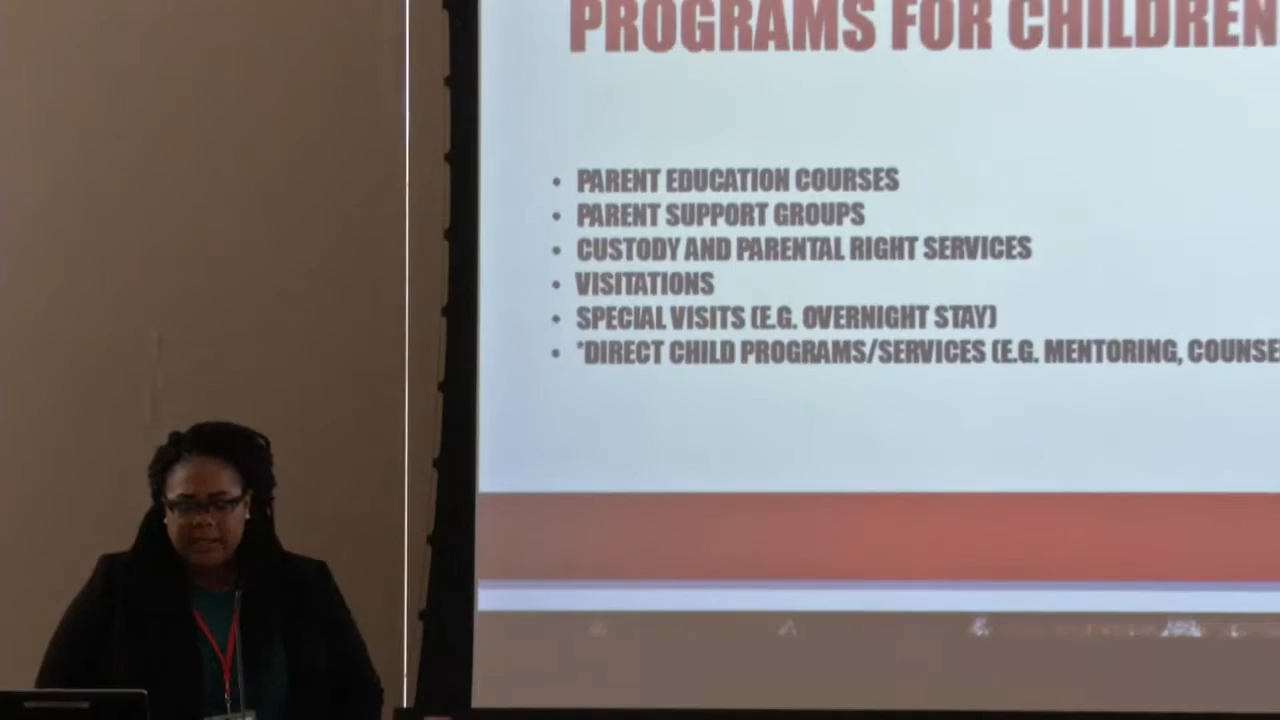 PROGRAMS FOR CHILDREN
• PARENT EDUCATION COURSES
• PARENT SUPPORT GROUPS
• CUSTODY AND PARENTAL RIGHT SERVICES
• VISITATIONS
• SPECIAL VISITS (E.G. OVERNIGHT STAY)
• *DIRECT CHILD PROGRAMS/SERVICES (E.G. MENTORING, COUNSE